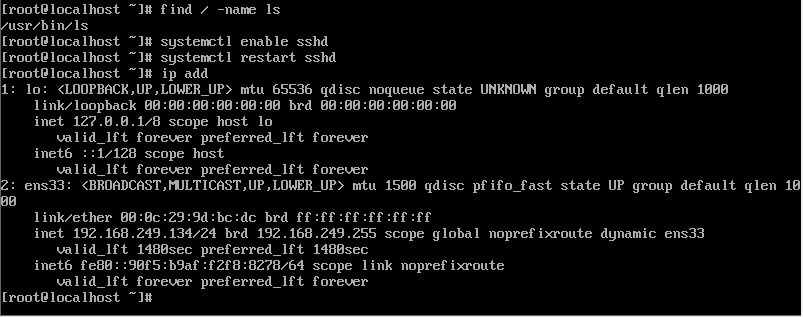 [root@localhost ~]# find / -name ls
/usr/bin/ls
[root@localhost ~]# systemctl enable sshd
[root@localhost ~]# systemctl restart sshd
[root@localhost ~]# ip add
1: lo: <LOOPBACK,UP,LOWER_UP> mtu 65536 qdisc noqueue state UNKNOWN group default qlen 1000
    link/loopback 00:00:00:00:00:00 brd 00:00:00:00:00:00
    inet 127.0.0.1/8 scope host lo
       valid_lft forever preferred_lft forever
    inet6 ::1/128 scope host
       valid_lft forever preferred_lft forever
2: ens33: <BROADCAST,MULTICAST,UP,LOWER_UP> mtu 1500 qdisc pfifo_fast state UP group default qlen 10
00
    link/ether 00:0c:29:9d:bc:dc brd ff:ff:ff:ff:ff:ff
    inet 192.168.249.134/24 brd 192.168.249.255 scope global noprefixroute dynamic ens33
       valid_lft 1480sec preferred_lft 1480sec
    inet6 fe80::90f5:b9af:f2f8:8278/64 scope link noprefixroute
       valid_lft forever preferred_lft forever
[root@localhost ~]#